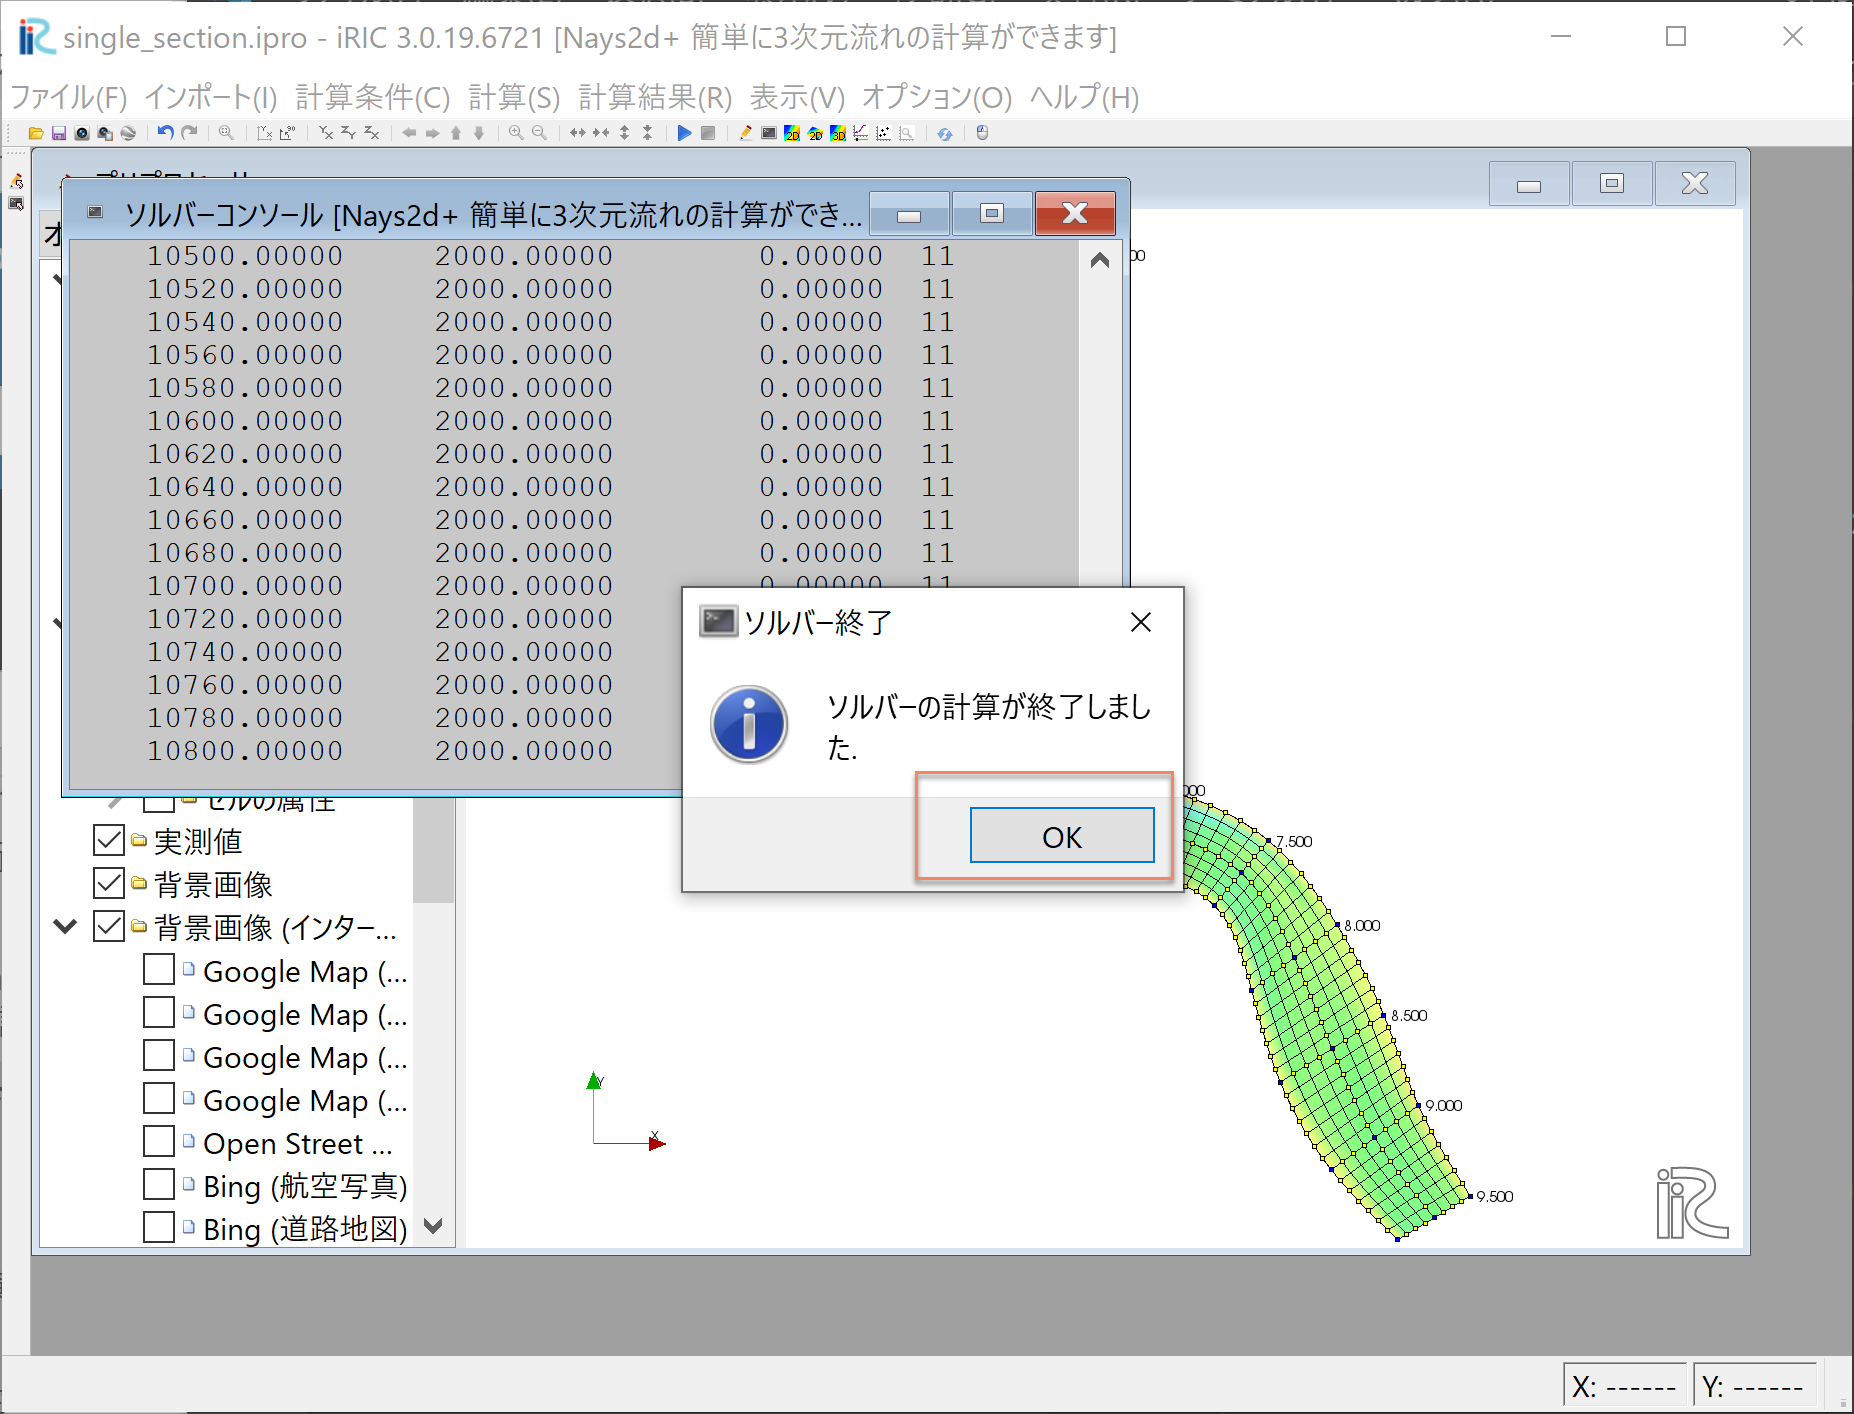 single_section.ipro - iRIC 3.0.19.6721 [Nays2d+ 簡単に3次元流れの計算ができます]
ファイル(F) インポート(I) 計算条件(C) 計算(S) 計算結果(R) 表示(V) オプション(O) ヘルプ(H)
プリプロセッサ
ソルバーコンソール [Nays2d+ 簡単に3次元流れの計算ができ...
10500.00000 2000.00000 0.00000 11
10520.00000 2000.00000 0.00000 11
10540.00000 2000.00000 0.00000 11
10560.00000 2000.00000 0.00000 11
10580.00000 2000.00000 0.00000 11
10600.00000 2000.00000 0.00000 11
10620.00000 2000.00000 0.00000 11
10640.00000 2000.00000 0.00000 11
10660.00000 2000.00000 0.00000 11
10680.00000 2000.00000 0.00000 11
10700.00000 2000.00000 0.00000 11
10720.00000 2000.00000
10740.00000 2000.00000
10760.00000 2000.00000
10780.00000 2000.00000
10800.00000 2000.00000
ソルバー終了
ソルバーの計算が終了しまし
た.
OK
セルの属性
実測値
背景画像
背景画像 (インター...
Google Map (...
Google Map (...
Google Map (...
Google Map (...
Open Street ...
Bing (航空写真)
Bing (道路地図)
7.500
8.000
8.500
9.000
9.500
Y
X
iRIC
X: ------ Y: ------